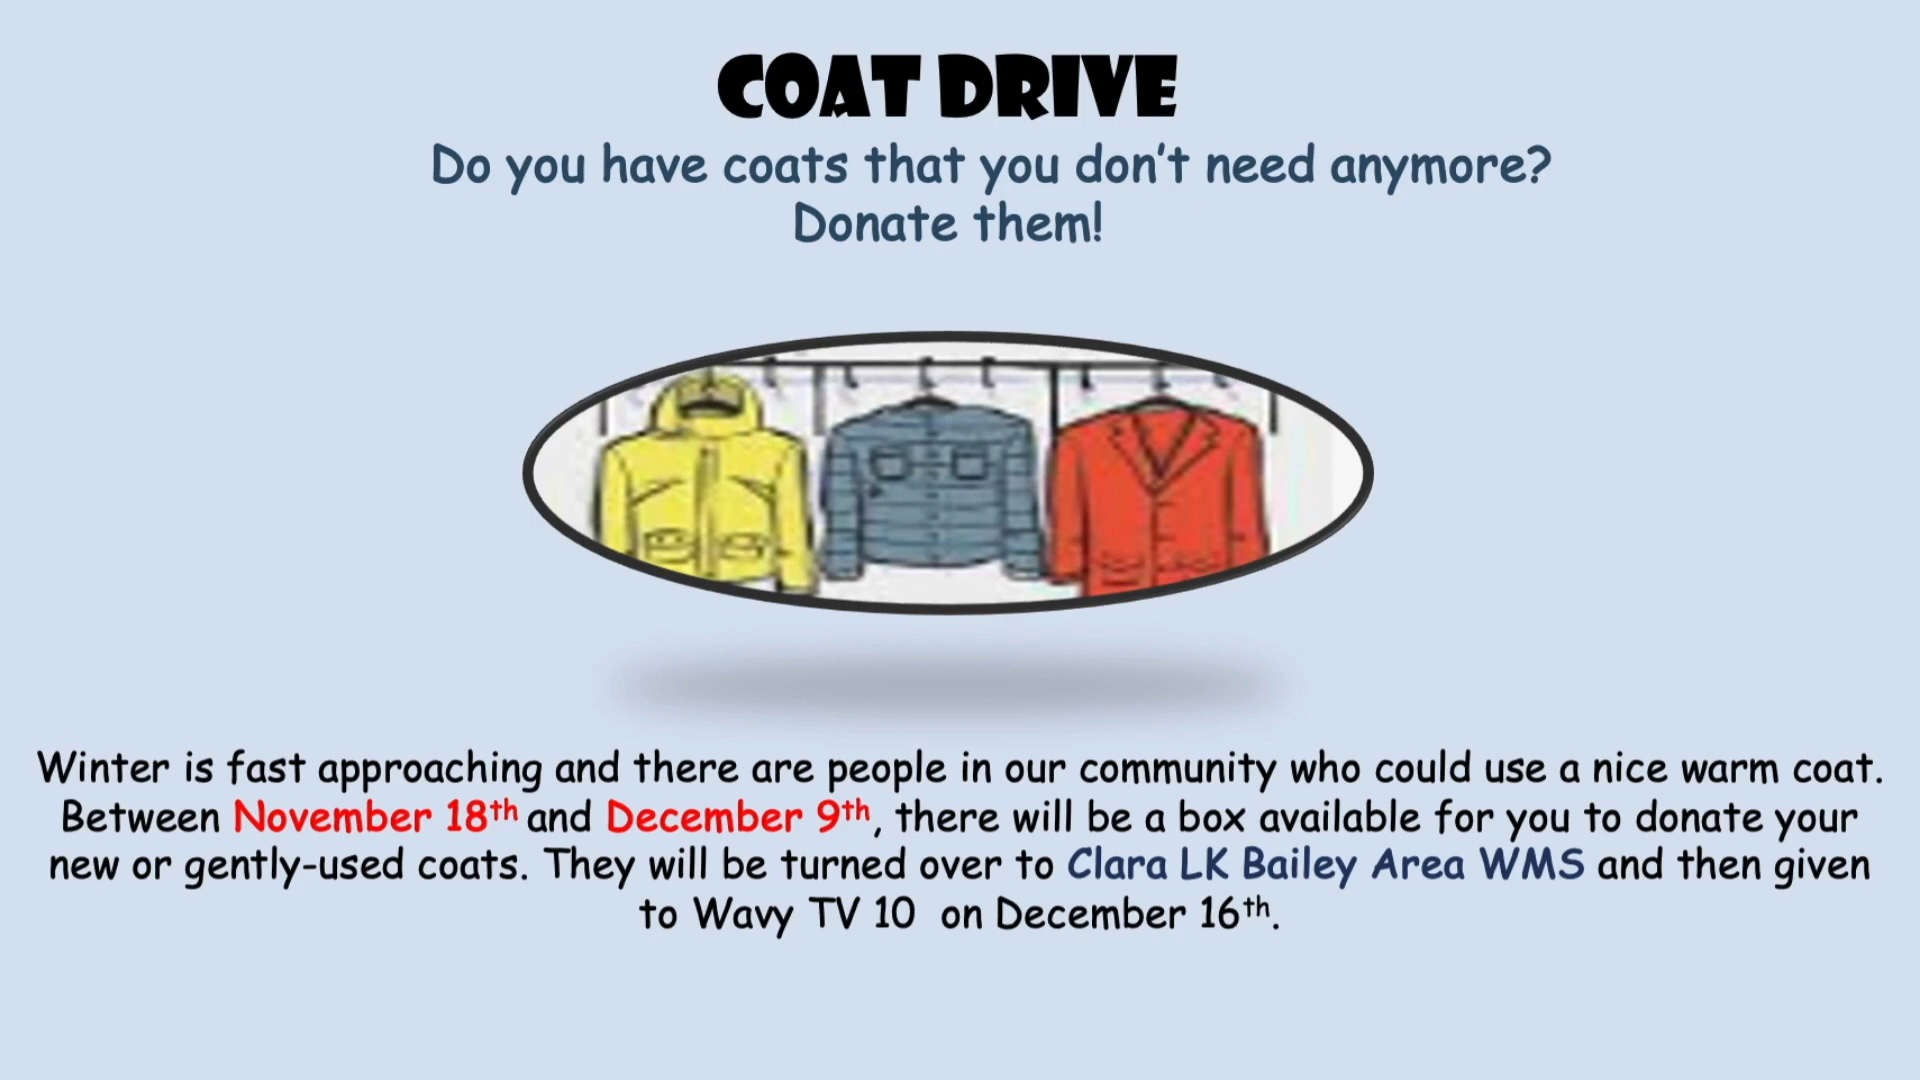 COAT DRIVE
Do you have coats that you don't need anymore?
Donate them!
Winter is fast approaching and there are people in our community who could use a nice warm coat.
Between November 18th and December 9th, there will be a box available for you to donate your
new or gently-used coats. They will be turned over to Clara LK Bailey Area WMS and then given
to Wavy TV 10 on December 16th.